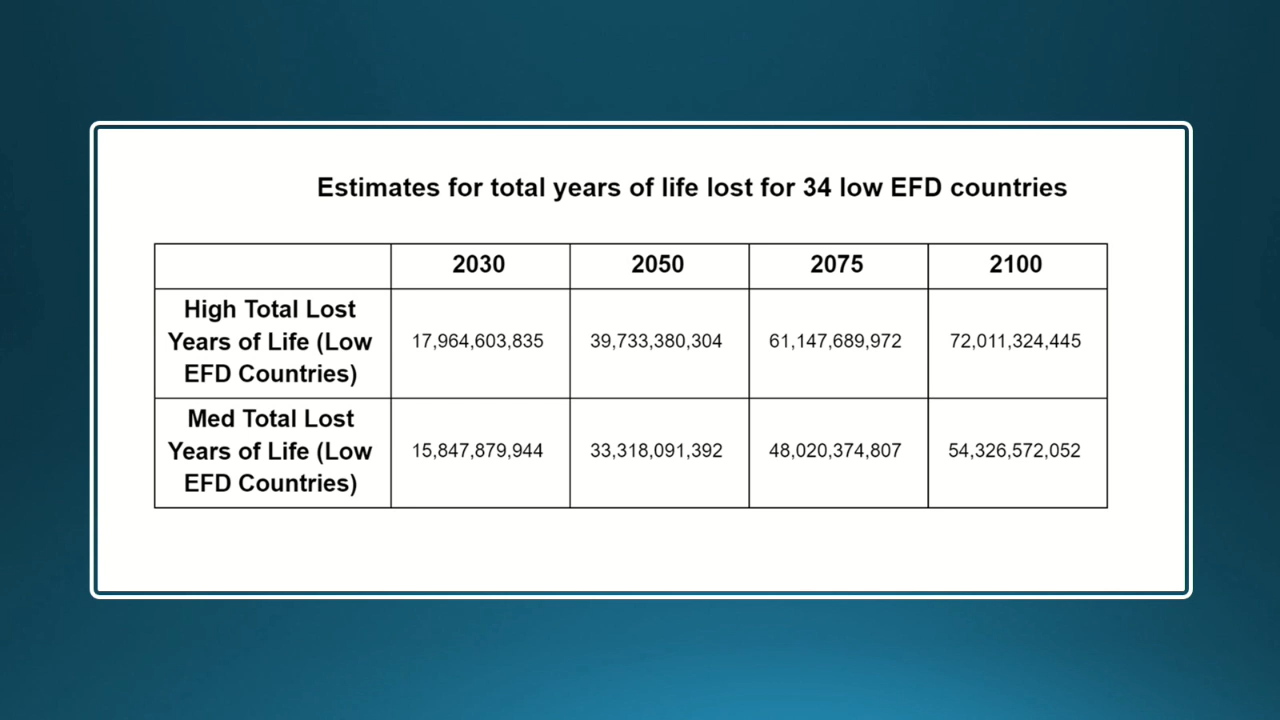 Estimates for total years of life lost for 34 low EFD countries
2030 2050 2075 2100
High Total Lost
Years of Life (Low
EFD Countries)
17,964,603,835 39,733,380,304 61,147,689,972 72,011,324,445
Med Total Lost
Years of Life (Low
EFD Countries)
15,847,879,944 33,318,091,392 48,020,374,807 54,326,572,052